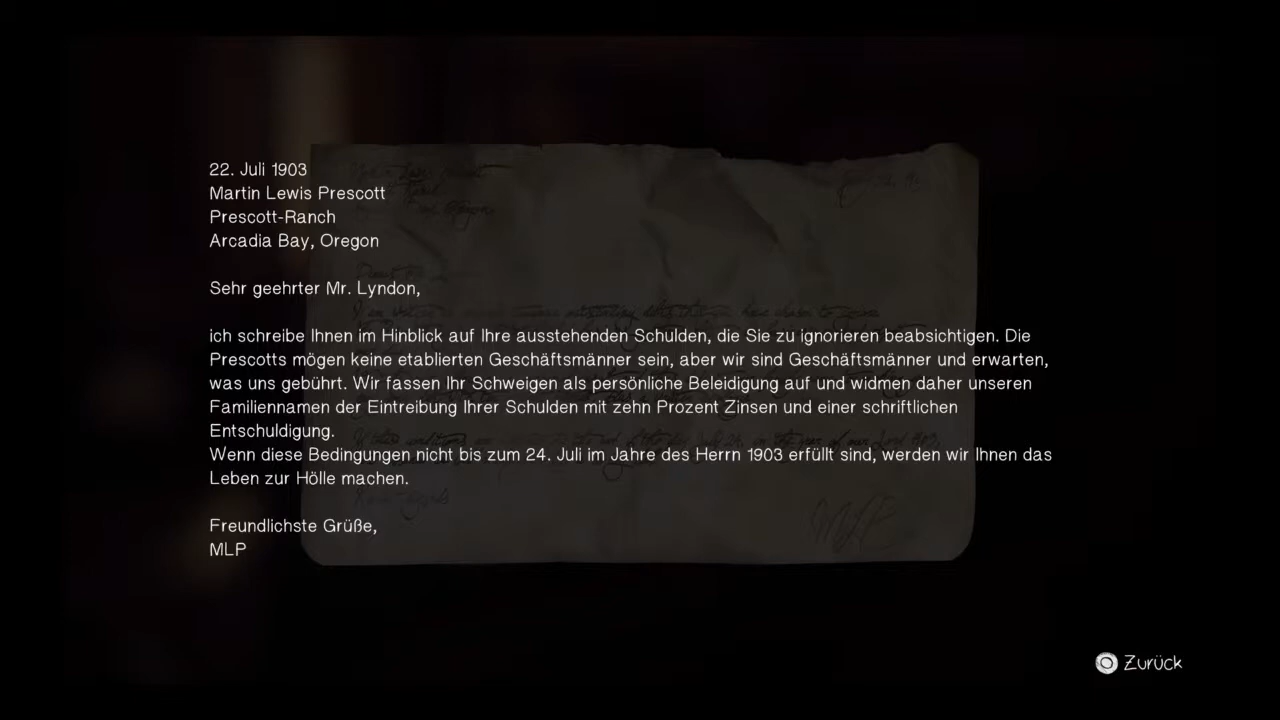 22. Juli 1903
Martin Lewis Prescott
Prescott-Ranch
Arcadia Bay, Oregon
Sehr geehrter Mr. Lyndon,
ich schreibe Ihnen im Hinblick auf Ihre ausstehenden Schulden, die Sie zu ignorieren beabsichtigen. Die
Prescotts mögen keine etablierten Geschäftsmänner sein, aber wir sind Geschäftsmänner und erwarten,
was uns gebührt. Wir fassen Ihr Schweigen als persönliche Beleidigung auf und widmen daher unseren
Familiennamen der Eintreibung Ihrer Schulden mit zehn Prozent Zinsen und einer schriftlichen
Entschuldigung.
Wenn diese Bedingungen nicht bis zum 24. Juli im Jahre des Herrn 1903 erfüllt sind, werden wir Ihnen das
Leben zur Hölle machen.
Freundlichste Grüße,
MLP
Zurück